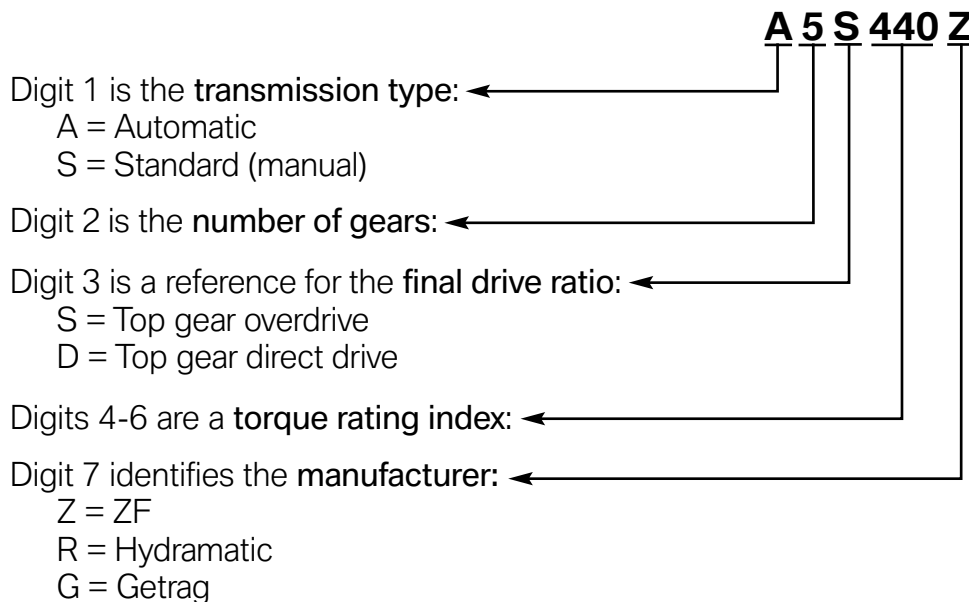 A 5 S 440 Z
Digit 1 is the transmission type:
A = Automatic
S = Standard (manual)
Digit 2 is the number of gears:
Digit 3 is a reference for the final drive ratio:
S = Top gear overdrive
D = Top gear direct drive
Digits 4-6 are a torque rating index:
Digit 7 identifies the manufacturer:
Z = ZF
R = Hydramatic
G = Getrag